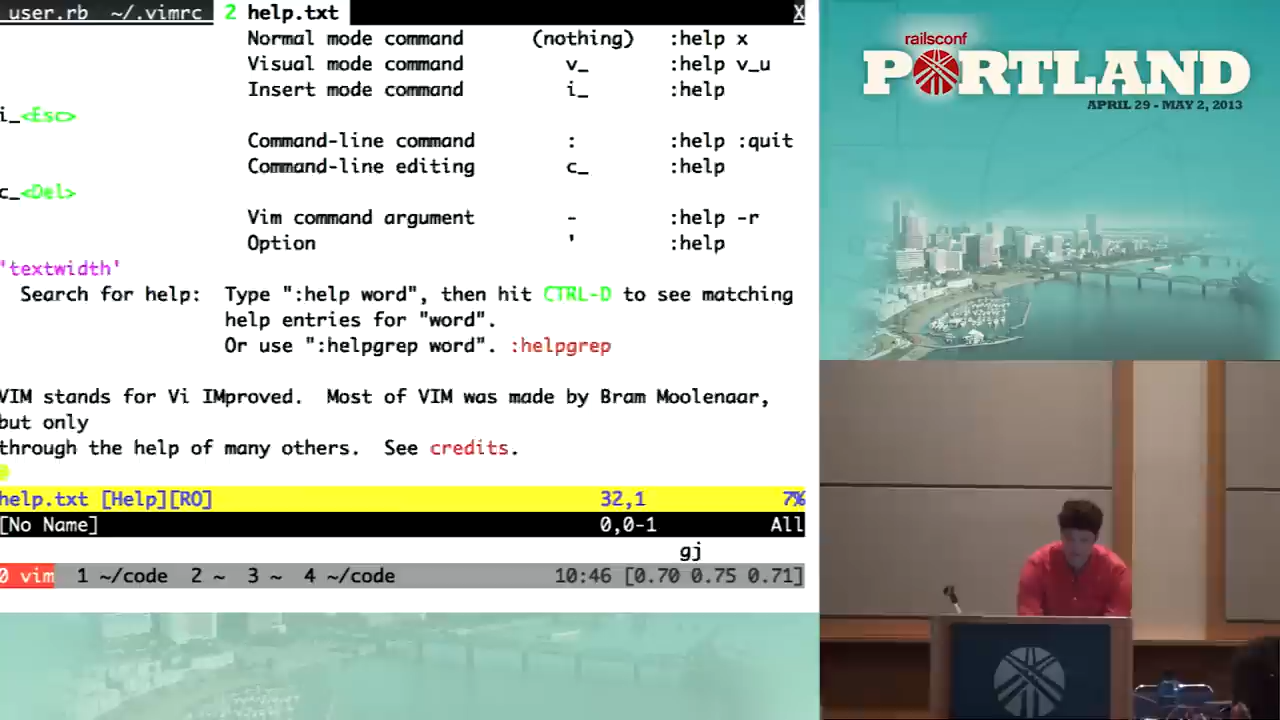 user.rb  ~/.vimrc  2 help.txt  X
Normal mode command      (nothing)   :help x
Visual mode command         v_       :help v_u
Insert mode command         i_       :help
i_<Esc>
Command-line command        :        :help :quit
Command-line editing        c_       :help
c_<Del>
Vim command argument        -        :help -r
Option                      '        :help
'textwidth'
Search for help:  Type ":help word", then hit CTRL-D to see matching
help entries for "word".
Or use ":helpgrep word". :helpgrep
VIM stands for Vi IMproved.  Most of VIM was made by Bram Moolenaar,
but only
through the help of many others.  See credits.
help.txt [Help][RO]    32,1    7%
[No Name]    0,0-1    All
gj
0 vim  1 ~/code  2 ~  3 ~  4 ~/code    10:46 [0.70 0.75 0.71]
railsconf
PORTLAND
APRIL 29 - MAY 2, 2013